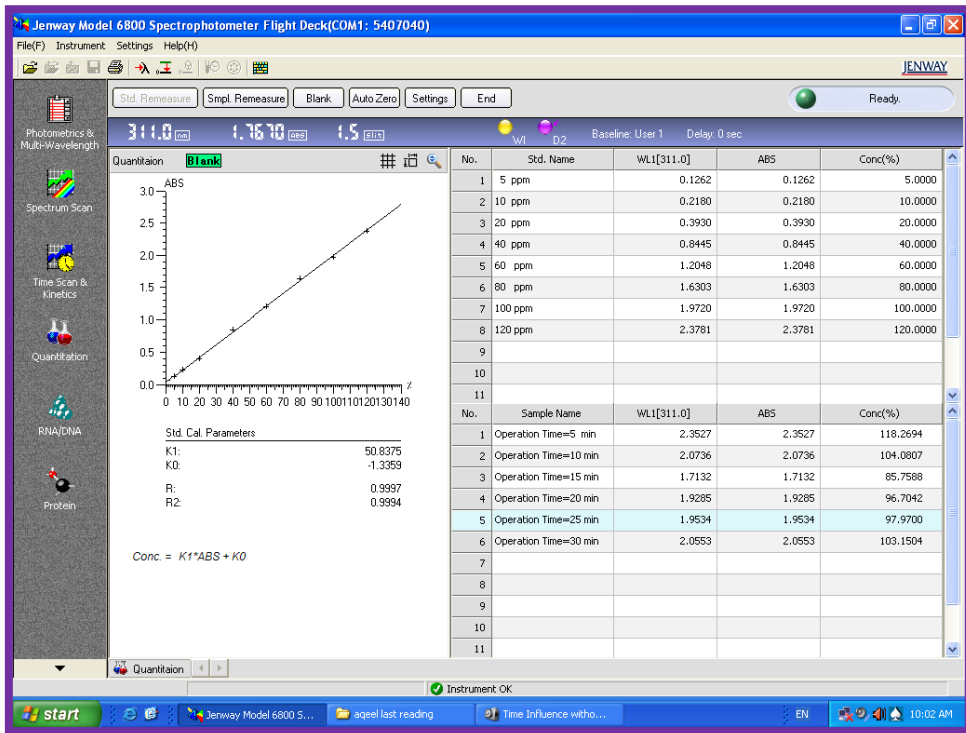 Jenway Model 6800 Spectrophotometer Flight Deck(COM1: 5407040)
File(F) Instrument Settings Help(H)
JENWAY
Std. Remeasure Smpl. Remeasure Blank Auto Zero Settings End Ready.
311.0 nm 1.7670 ABS 1.5 slit WI D2 Baseline: User 1 Delay: 0 sec
Photometrics &
Multi-Wavelength
Spectrum Scan
Time Scan &
Kinetics
Quantitation
RNA/DNA
Protein
Quantitaion Blank
ABS
3.0
2.5
2.0
1.5
1.0
0.5
0.0
0 10 20 30 40 50 60 70 80 90 100 110 120 130 140
%
Std. Cal. Parameters
K1: 50.8375
K0: -1.3359
R: 0.9997
R2: 0.9994
Conc. = K1*ABS + K0
No. Std. Name WL1[311.0] ABS Conc(%)
1 5 ppm 0.1262 0.1262 5.0000
2 10 ppm 0.2180 0.2180 10.0000
3 20 ppm 0.3930 0.3930 20.0000
4 40 ppm 0.8445 0.8445 40.0000
5 60 ppm 1.2048 1.2048 60.0000
6 80 ppm 1.6303 1.6303 80.0000
7 100 ppm 1.9720 1.9720 100.0000
8 120 ppm 2.3781 2.3781 120.0000
9
10
11
No. Sample Name WL1[311.0] ABS Conc(%)
1 Operation Time=5 min 2.3527 2.3527 118.2694
2 Operation Time=10 min 2.0736 2.0736 104.0807
3 Operation Time=15 min 1.7132 1.7132 85.7588
4 Operation Time=20 min 1.9285 1.9285 96.7042
5 Operation Time=25 min 1.9534 1.9534 97.9700
6 Operation Time=30 min 2.0553 2.0553 103.1504
7
8
9
10
11
Quantitaion
Instrument OK
start Jenway Model 6800 S... aqeel last reading Time Influence witho... EN 10:02 AM